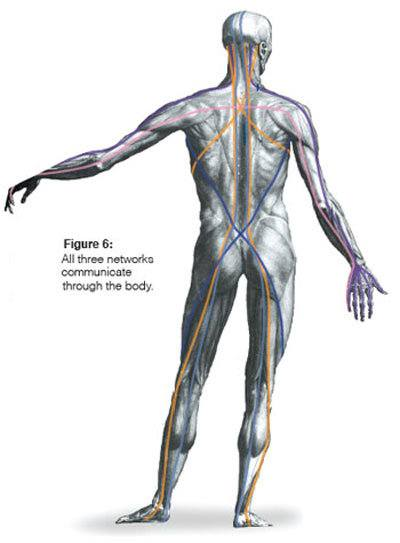 Figure 6:
All three networks
communicate
through the body.